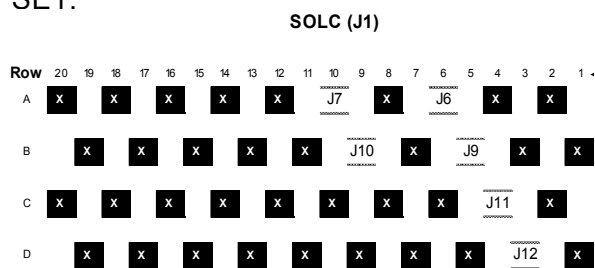 SET.
SOLC (J1)
Row 20 19 18 17 16 15 14 13 12 11 10 9 8 7 6 5 4 3 2 1
A X X X X X J7 X J6 X X
B X X X X X J10 X J9 X X
C X X X X X X X X J11 X
D X X X X X X X X J12 X